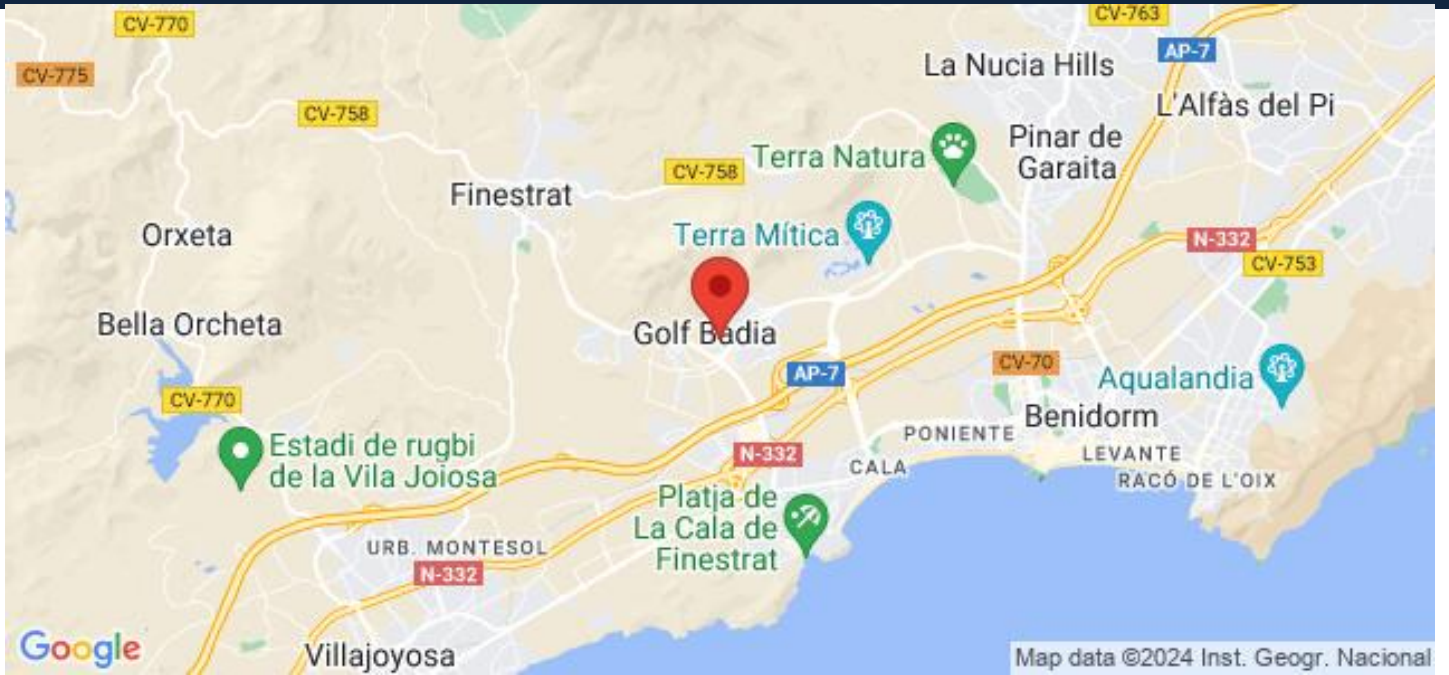 CV-770
CV-763
AP-7
La Nucia Hills
CV-775
L'Alfàs del Pi
CV-758
Pinar de
Garaita
Terra Natura
CV-758
Finestrat
Orxeta
Terra Mítica
N-332
CV-753
Bella Orcheta
Golf Badia
AP-7
CV-70
Aqualandia
CV-770
Benidorm
PONIENTE
Estadi de rugbi
de la Vila Joiosa
N-332
CALA
LEVANTE
RACÓ DE L'OIX
Platja de
La Cala de
Finestrat
URB. MONTESOL
N-332
Google
Villajoyosa
Map data ©2024 Inst. Geogr. Nacional